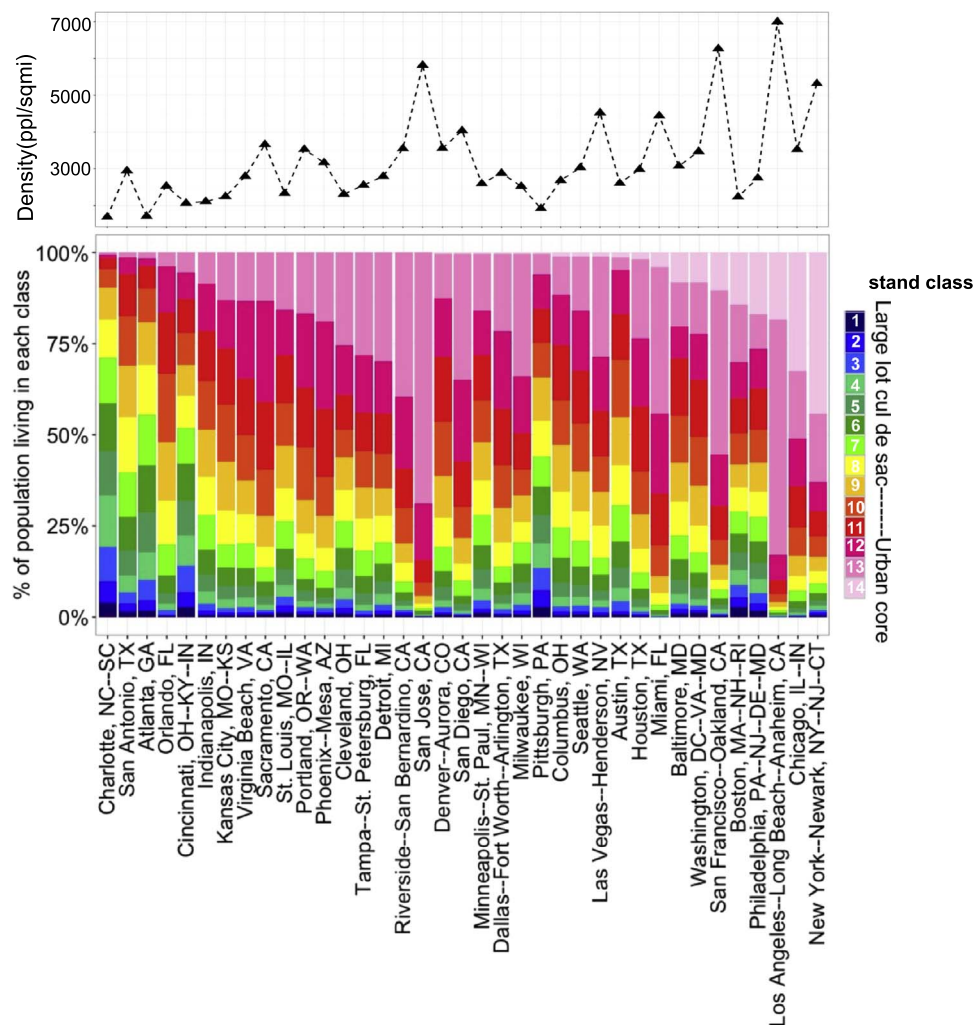 Density(ppl/sqmi)
7000
5000
3000
% of population living in each class
100%
75%
50%
25%
0%
stand class
1
2
3
4
5
6
7
8
9
10
11
12
13
14
Large lot cul de sac-------Urban core
Charlotte, NC--SC
San Antonio, TX
Atlanta, GA
Orlando, FL
Cincinnati, OH--KY--IN
Indianapolis, IN
Kansas City, MO--KS
Virginia Beach, VA
Sacramento, CA
St. Louis, MO--IL
Portland, OR--WA
Phoenix--Mesa, AZ
Cleveland, OH
Tampa--St. Petersburg, FL
Detroit, MI
Riverside--San Bernardino, CA
San Jose, CA
Denver--Aurora, CO
San Diego, CA
Minneapolis--St. Paul, MN--WI
Dallas--Fort Worth--Arlington, TX
Milwaukee, WI
Pittsburgh, PA
Columbus, OH
Seattle, WA
Las Vegas--Henderson, NV
Austin, TX
Houston, TX
Miami, FL
Baltimore, MD
Washington, DC--VA--MD
San Francisco--Oakland, CA
Boston, MA--NH--RI
Philadelphia, PA--NJ--DE--MD
Los Angeles--Long Beach--Anaheim, CA
Chicago, IL--IN
New York--Newark, NY--NJ--CT